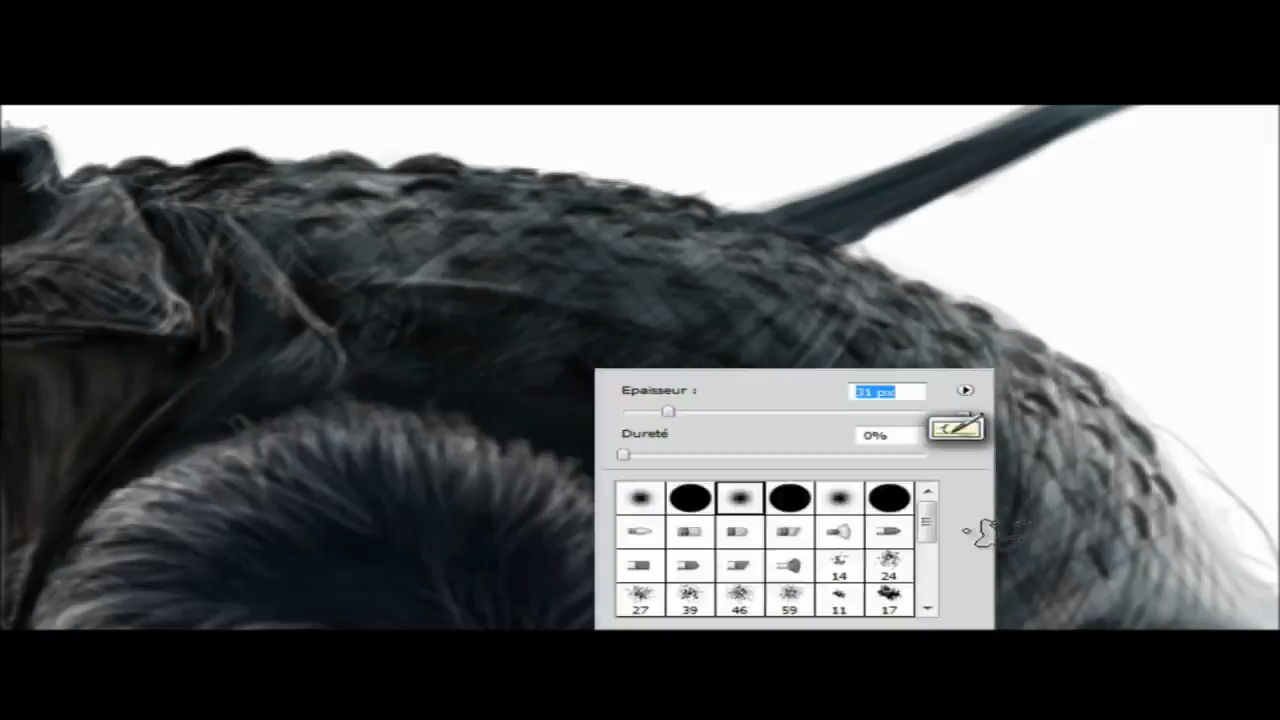 Epaisseur :
31 px
Dureté
0%
14 24
27 39 46 59 11 17